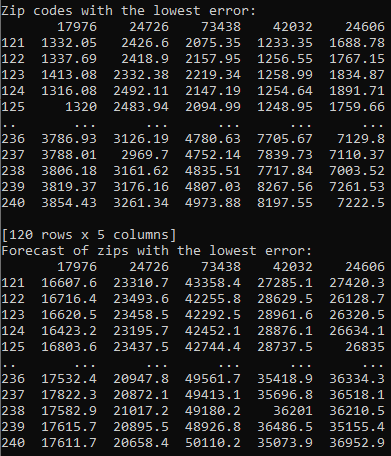 Zip codes with the lowest error:
17976 24726 73438 42032 24606
121 1332.05 2426.6 2075.35 1233.35 1688.78
122 1337.69 2418.9 2157.95 1256.55 1767.15
123 1413.08 2332.38 2219.34 1258.99 1834.87
124 1316.08 2492.11 2147.19 1254.64 1891.71
125 1320 2483.94 2094.99 1248.95 1759.66
.. ... ... ... ... ...
236 3786.93 3126.19 4780.63 7705.67 7129.8
237 3788.01 2969.7 4752.14 7839.73 7110.37
238 3806.18 3161.62 4835.51 7717.84 7003.52
239 3819.37 3176.16 4807.03 8267.56 7261.53
240 3854.43 3261.34 4973.88 8197.55 7222.5
[120 rows x 5 columns]
Forecast of zips with the lowest error:
17976 24726 73438 42032 24606
121 16607.6 23310.7 43358.4 27285.1 27420.3
122 16716.4 23493.6 42255.8 28629.5 26128.7
123 16620.5 23458.5 42292.5 28961.6 26320.5
124 16423.2 23195.7 42452.1 28876.1 26634.1
125 16803.6 23437.5 42744.4 28737.5 26835
.. ... ... ... ... ...
236 17532.4 20947.8 49561.7 35418.9 36334.3
237 17822.3 20872.1 49413.1 35696.8 36518.1
238 17582.9 21017.2 49180.2 36201 36210.5
239 17615.7 20895.5 48926.8 36486.5 35155.4
240 17611.7 20658.4 50110.2 35073.9 36952.9